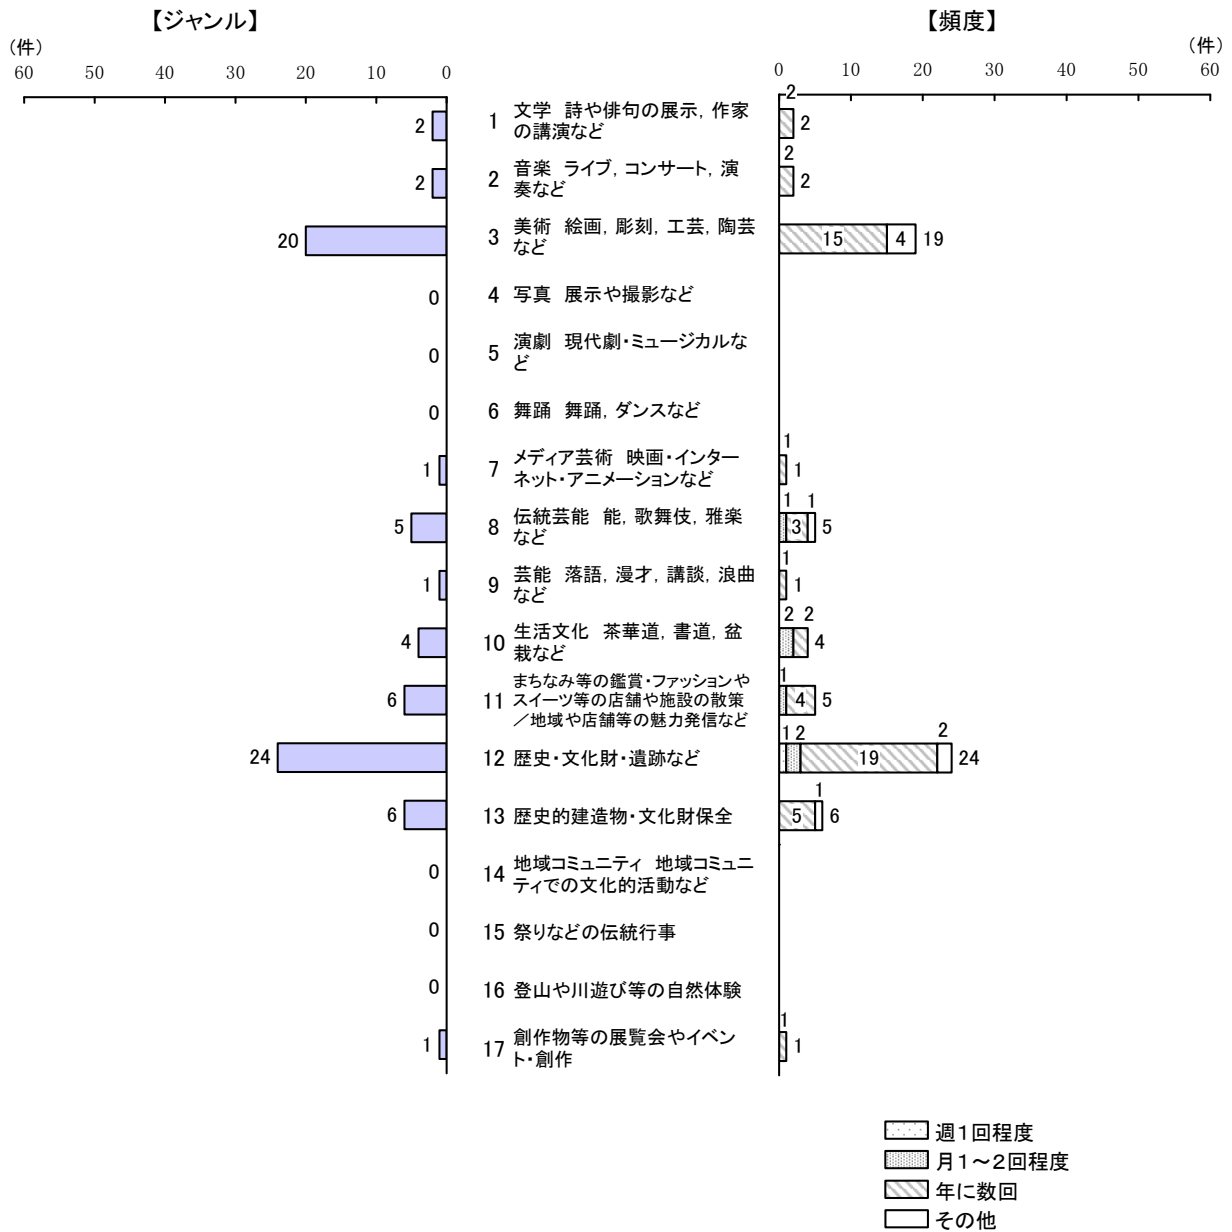 【ジャンル】
【頻度】
（件）
（件）
60 50 40 30 20 10 0
0 10 20 30 40 50 60
2 1 文学　詩や俳句の展示，作家 2 2
の講演など
2 2 音楽　ライブ，コンサート，演 2 2
奏など
20 3 美術　絵画，彫刻，工芸，陶芸 15 4 19
など
0 4 写真　展示や撮影など
0 5 演劇　現代劇・ミュージカルな
ど
0 6 舞踊　舞踊，ダンスなど
1 7 メディア芸術　映画・インター 1 1
ネット・アニメーションなど
5 8 伝統芸能　能，歌舞伎，雅楽 1 3 1 5
など
1 9 芸能　落語，漫才，講談，浪曲 1 1
など
4 10 生活文化　茶華道，書道，盆 2 2 4
栽など
まちなみ等の鑑賞・ファッションや
6 11 スイーツ等の店舗や施設の散策 1 4 5
／地域や店舗等の魅力発信など
24 12 歴史・文化財・遺跡など 1 2 19 2 24
6 13 歴史的建造物・文化財保全 5 1 6
0 14 地域コミュニティ　地域コミュニ
ティでの文化的活動など
0 15 祭りなどの伝統行事
0 16 登山や川遊び等の自然体験
1 17 創作物等の展覧会やイベン 1 1
ト・創作
週１回程度
月１～２回程度
年に数回
その他